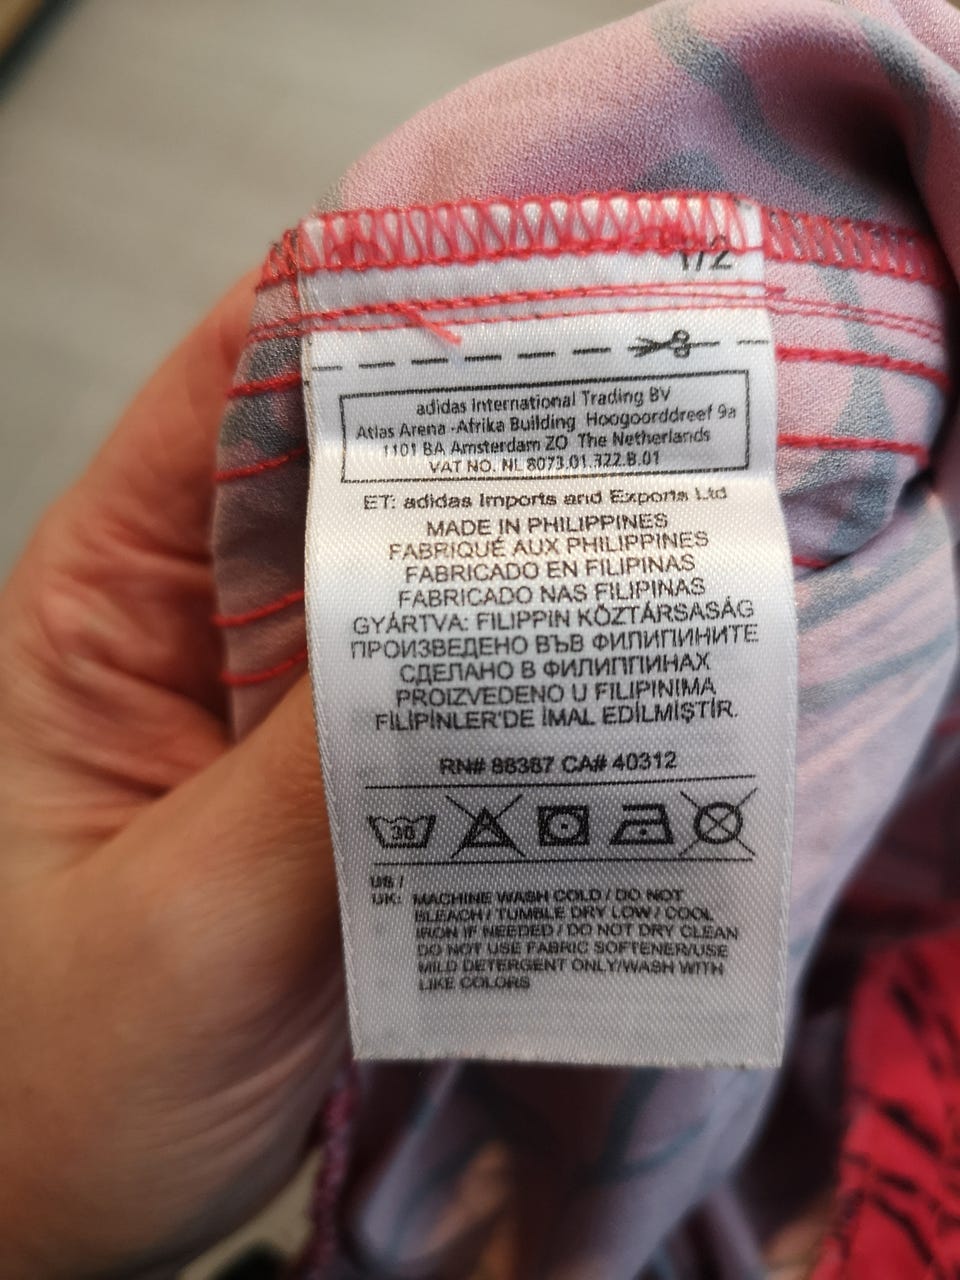 1/2
adidas International Trading BV
Atlas Arena -Afrika Building Hoogoorddreef 9a
1101 BA Amsterdam ZO The Netherlands
VAT NO. NL 8073.01.322.B.01
ET: adidas Imports and Exports Ltd
MADE IN PHILIPPINES
FABRIQUÉ AUX PHILIPPINES
FABRICADO EN FILIPINAS
FABRICADO NAS FILIPINAS
GYÁRTVA: FILIPPIN KÖZTÁRSASÁG
ПРОИЗВЕДЕНО ВЪВ ФИЛИПИНИТЕ
СДЕЛАНО В ФИЛИППИНАХ
PROIZVEDENO U FILIPINIMA
FİLİPİNLER'DE İMAL EDİLMİŞTİR.
RN# 88387 CA# 40312
30
US /
UK: MACHINE WASH COLD / DO NOT
BLEACH / TUMBLE DRY LOW / COOL
IRON IF NEEDED / DO NOT DRY CLEAN
DO NOT USE FABRIC SOFTENER/USE
MILD DETERGENT ONLY/WASH WITH
LIKE COLORS